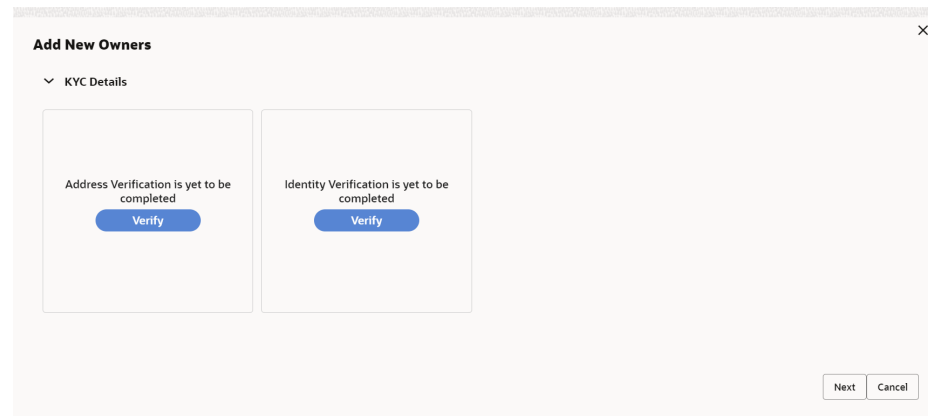 Add New Owners
KYC Details
Address Verification is yet to be
completed
Verify
Identity Verification is yet to be
completed
Verify
Next
Cancel